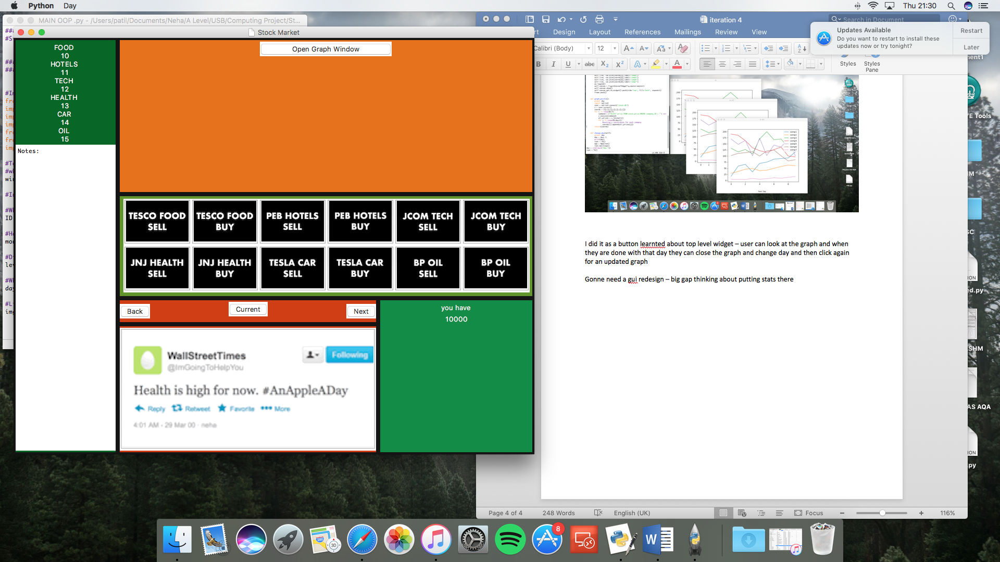 Python Day
Thu 21:30
MAIN OOP .py - /Users/patil/Documents/Neha/A Level/USB/Computing Project/St...
Stock Market
FOOD
10
HOTELS
11
TECH
12
HEALTH
13
CAR
14
OIL
15
Notes:
Open Graph Window
TESCO FOOD
SELL
TESCO FOOD
BUY
PEB HOTELS
SELL
PEB HOTELS
BUY
JCOM TECH
SELL
JCOM TECH
BUY
JNJ HEALTH
SELL
JNJ HEALTH
BUY
TESLA CAR
SELL
TESLA CAR
BUY
BP OIL
SELL
BP OIL
BUY
Back
Current
Next
you have
10000
WallStreetTimes
@ImGoingToHelpYou
Following
Health is high for now. #AnAppleADay
Reply Retweet Favorite More
4:01 AM - 29 Mar 00 · neha
iteration 4
Search in Document
Design Layout References Mailings Review View
Calibri (Body) 12
Styles
Styles
Pane
Updates Available
Do you want to restart to install these
updates now or try tonight?
Restart
Later
I did it as a button learnted about top level widget – user can look at the graph and when
they are done with that day they can close the graph and change day and then click again
for an updated graph
Gonne need a gui redesign – big gap thinking about putting stats there
Page 4 of 4 248 Words English (UK) Focus 116%
YE Tools
ed.py
SHM
AS AQA
.py
8